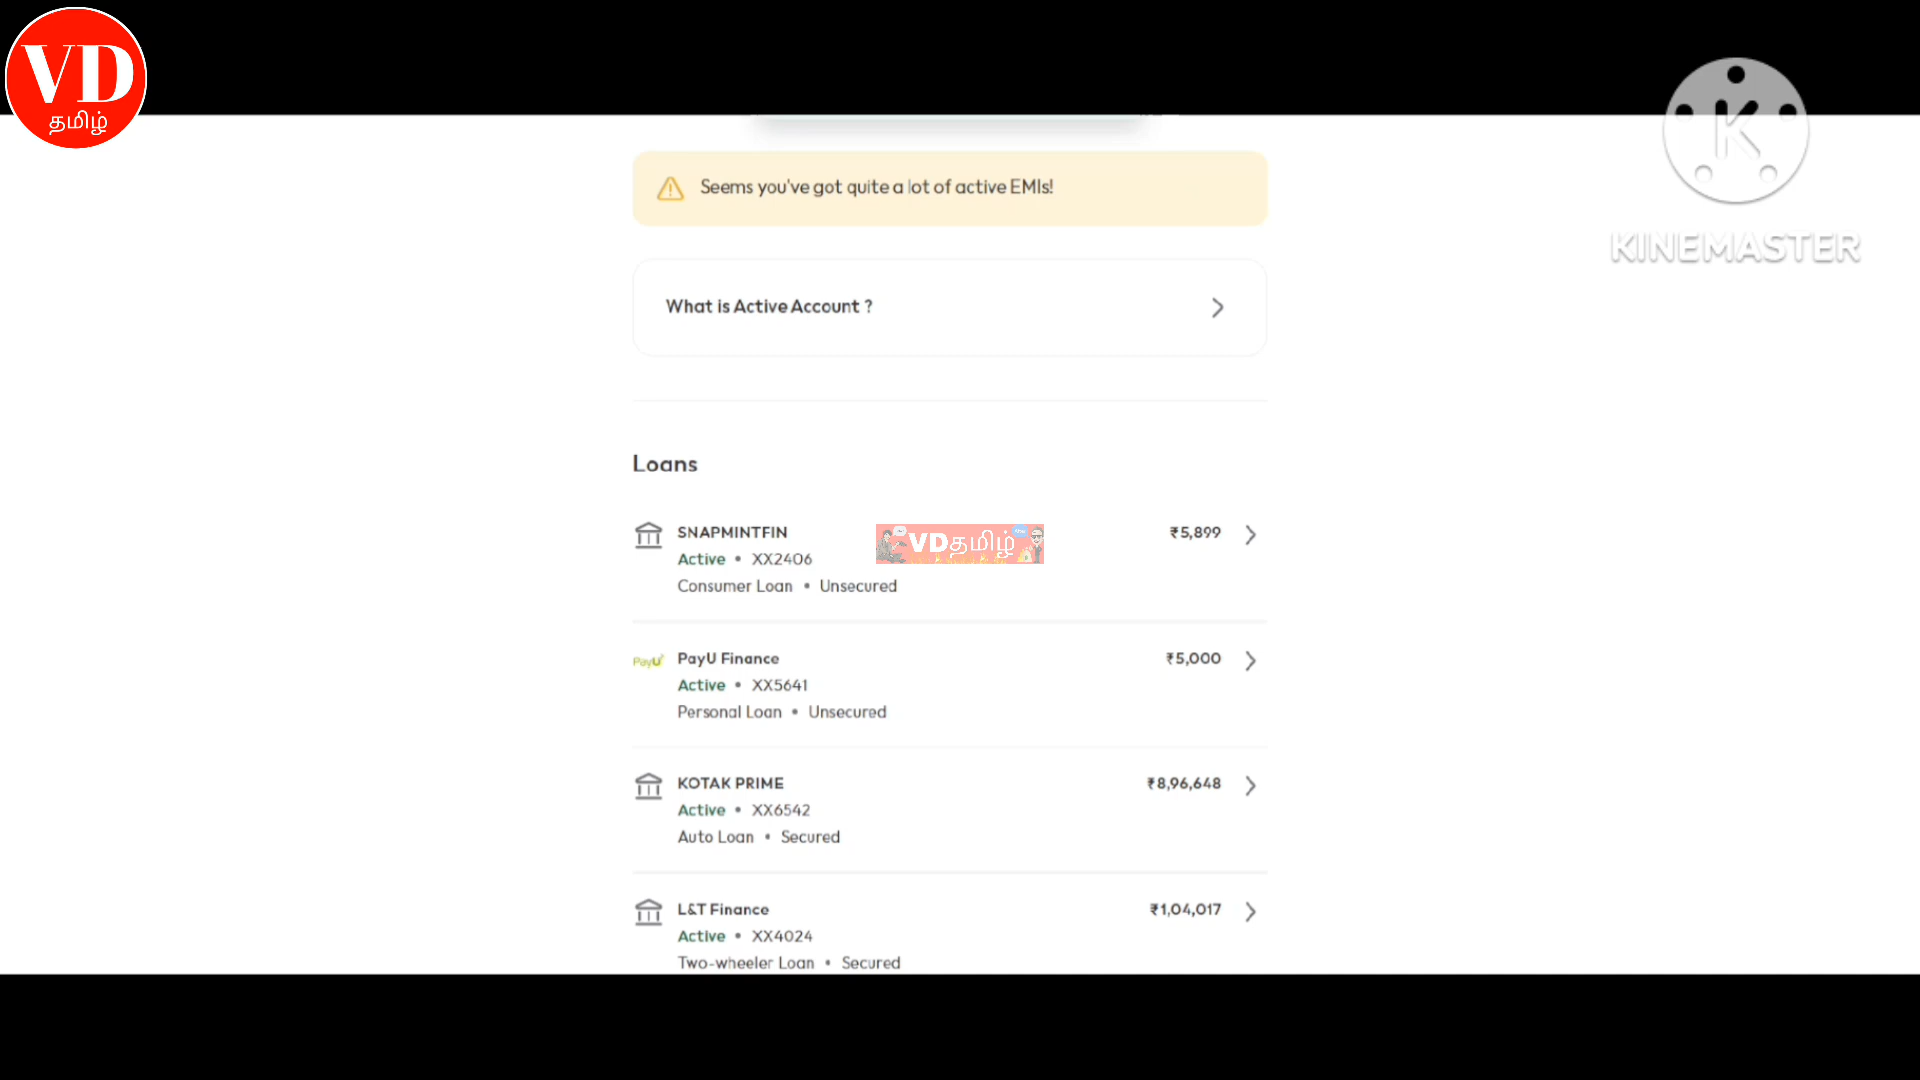 VD
தமிழ்
KINEMASTER
Seems you've got quite a lot of active EMIs!
What is Active Account ?
Loans
SNAPMINTFIN ₹5,899
Active • XX2406
Consumer Loan • Unsecured
VDதமிழ்
PayU PayU Finance ₹5,000
Active • XX5641
Personal Loan • Unsecured
KOTAK PRIME ₹8,96,648
Active • XX6542
Auto Loan • Secured
L&T Finance ₹1,04,017
Active • XX4024
Two-wheeler Loan • Secured